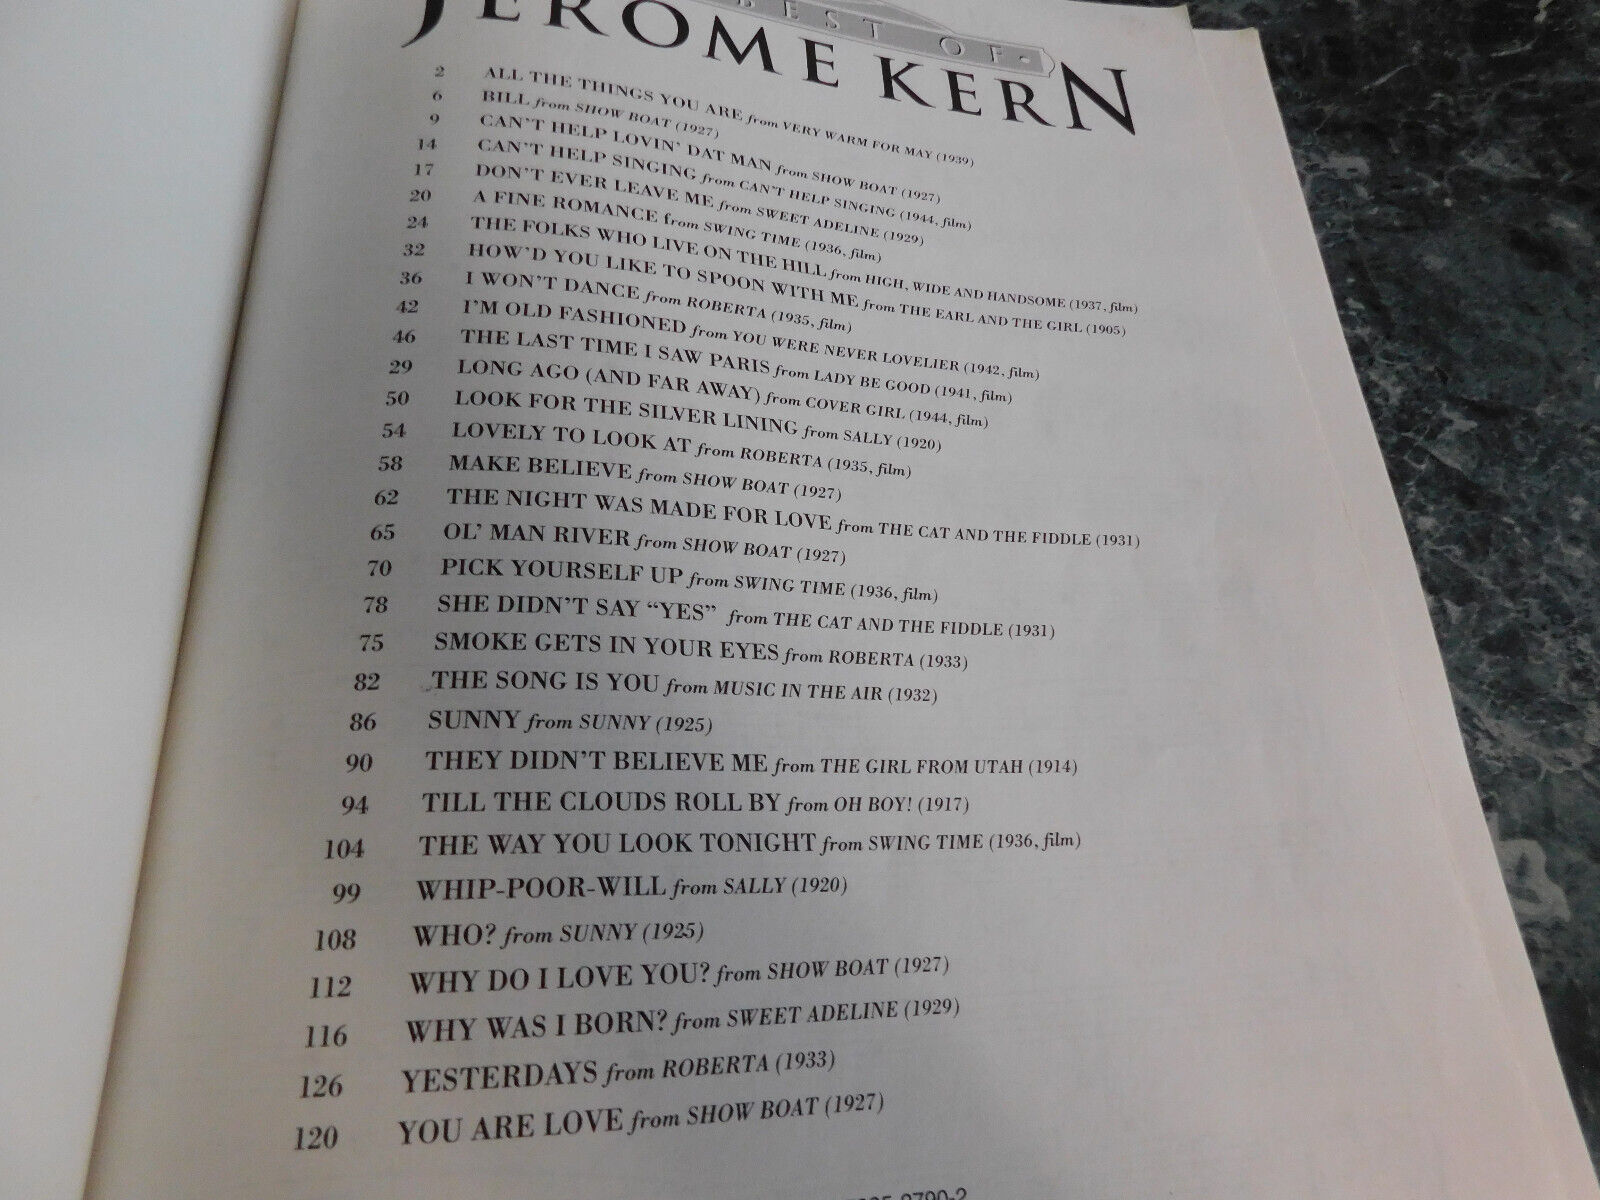 BEST OF
JEROME KERN
2 ALL THE THINGS YOU ARE from VERY WARM FOR MAY (1939)
6 BILL from SHOW BOAT (1927)
9 CAN'T HELP LOVIN' DAT MAN from SHOW BOAT (1927)
14 CAN'T HELP SINGING from CAN'T HELP SINGING (1944, film)
17 DON'T EVER LEAVE ME from SWEET ADELINE (1929)
20 A FINE ROMANCE from SWING TIME (1936, film)
24 THE FOLKS WHO LIVE ON THE HILL from HIGH, WIDE AND HANDSOME (1937, film)
32 HOW'D YOU LIKE TO SPOON WITH ME from THE EARL AND THE GIRL (1905)
36 I WON'T DANCE from ROBERTA (1935, film)
42 I'M OLD FASHIONED from YOU WERE NEVER LOVELIER (1942, film)
46 THE LAST TIME I SAW PARIS from LADY BE GOOD (1941, film)
29 LONG AGO (AND FAR AWAY) from COVER GIRL (1944, film)
50 LOOK FOR THE SILVER LINING from SALLY (1920)
54 LOVELY TO LOOK AT from ROBERTA (1935, film)
58 MAKE BELIEVE from SHOW BOAT (1927)
62 THE NIGHT WAS MADE FOR LOVE from THE CAT AND THE FIDDLE (1931)
65 OL' MAN RIVER from SHOW BOAT (1927)
70 PICK YOURSELF UP from SWING TIME (1936, film)
78 SHE DIDN'T SAY “YES” from THE CAT AND THE FIDDLE (1931)
75 SMOKE GETS IN YOUR EYES from ROBERTA (1933)
82 THE SONG IS YOU from MUSIC IN THE AIR (1932)
86 SUNNY from SUNNY (1925)
90 THEY DIDN'T BELIEVE ME from THE GIRL FROM UTAH (1914)
94 TILL THE CLOUDS ROLL BY from OH BOY! (1917)
104 THE WAY YOU LOOK TONIGHT from SWING TIME (1936, film)
99 WHIP-POOR-WILL from SALLY (1920)
108 WHO? from SUNNY (1925)
112 WHY DO I LOVE YOU? from SHOW BOAT (1927)
116 WHY WAS I BORN? from SWEET ADELINE (1929)
126 YESTERDAYS from ROBERTA (1933)
120 YOU ARE LOVE from SHOW BOAT (1927)